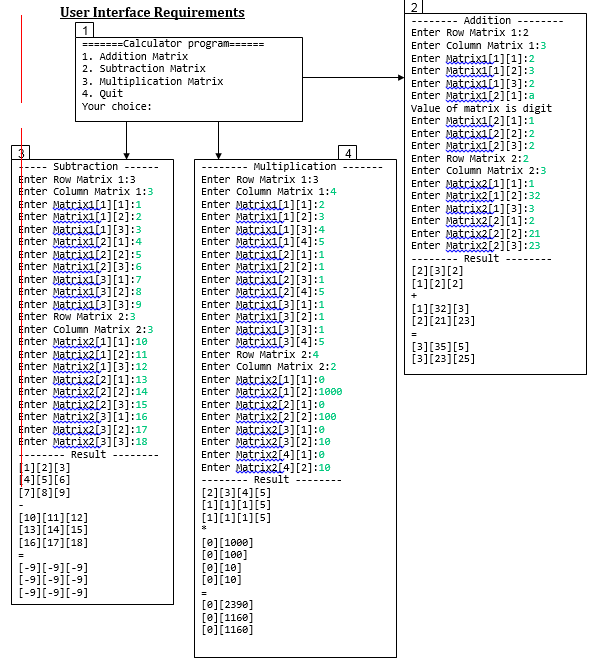 User Interface Requirements
1
=======Calculator program======
1. Addition Matrix
2. Subtraction Matrix
3. Multiplication Matrix
4. Quit
Your choice:
2
-------- Addition --------
Enter Row Matrix 1:2
Enter Column Matrix 1:3
Enter Matrix1[1][1]:2
Enter Matrix1[1][2]:3
Enter Matrix1[1][3]:2
Enter Matrix1[2][1]:a
Value of matrix is digit
Enter Matrix1[2][1]:1
Enter Matrix1[2][2]:2
Enter Matrix1[2][3]:2
Enter Row Matrix 2:2
Enter Column Matrix 2:3
Enter Matrix2[1][1]:1
Enter Matrix2[1][2]:32
Enter Matrix2[1][3]:3
Enter Matrix2[2][1]:2
Enter Matrix2[2][2]:21
Enter Matrix2[2][3]:23
-------- Result --------
[2][3][2]
[1][2][2]
+
[1][32][3]
[2][21][23]
=
[3][35][5]
[3][23][25]
3
----- Subtraction ------
Enter Row Matrix 1:3
Enter Column Matrix 1:3
Enter Matrix1[1][1]:1
Enter Matrix1[1][2]:2
Enter Matrix1[1][3]:3
Enter Matrix1[2][1]:4
Enter Matrix1[2][2]:5
Enter Matrix1[2][3]:6
Enter Matrix1[3][1]:7
Enter Matrix1[3][2]:8
Enter Matrix1[3][3]:9
Enter Row Matrix 2:3
Enter Column Matrix 2:3
Enter Matrix2[1][1]:10
Enter Matrix2[1][2]:11
Enter Matrix2[1][3]:12
Enter Matrix2[2][1]:13
Enter Matrix2[2][2]:14
Enter Matrix2[2][3]:15
Enter Matrix2[3][1]:16
Enter Matrix2[3][2]:17
Enter Matrix2[3][3]:18
-------- Result --------
[1][2][3]
[4][5][6]
[7][8][9]
-
[10][11][12]
[13][14][15]
[16][17][18]
=
[-9][-9][-9]
[-9][-9][-9]
[-9][-9][-9]
4
-------- Multiplication -------
Enter Row Matrix 1:3
Enter Column Matrix 1:4
Enter Matrix1[1][1]:2
Enter Matrix1[1][2]:3
Enter Matrix1[1][3]:4
Enter Matrix1[1][4]:5
Enter Matrix1[2][1]:1
Enter Matrix1[2][2]:1
Enter Matrix1[2][3]:1
Enter Matrix1[2][4]:5
Enter Matrix1[3][1]:1
Enter Matrix1[3][2]:1
Enter Matrix1[3][3]:1
Enter Matrix1[3][4]:5
Enter Row Matrix 2:4
Enter Column Matrix 2:2
Enter Matrix2[1][1]:0
Enter Matrix2[1][2]:1000
Enter Matrix2[2][1]:0
Enter Matrix2[2][2]:100
Enter Matrix2[3][1]:0
Enter Matrix2[3][2]:10
Enter Matrix2[4][1]:0
Enter Matrix2[4][2]:10
-------- Result --------
[2][3][4][5]
[1][1][1][5]
[1][1][1][5]
*
[0][1000]
[0][100]
[0][10]
[0][10]
=
[0][2390]
[0][1160]
[0][1160]